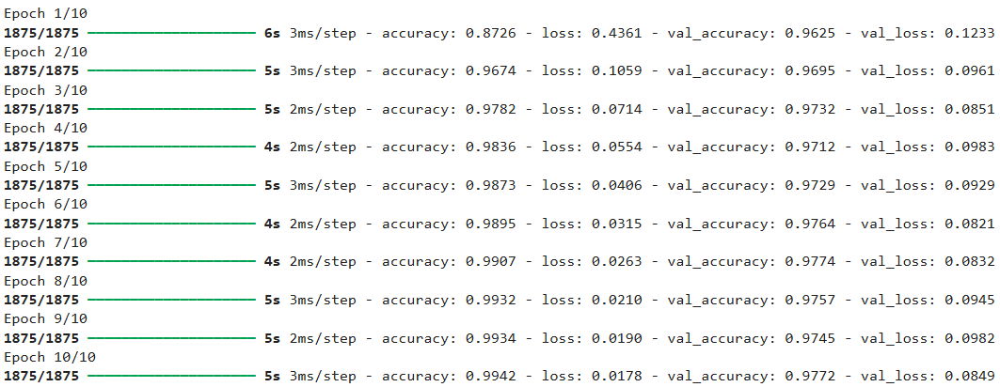 Epoch 1/10
1875/1875 ━━━━━━━━━━━━━━━━━━━━ 6s 3ms/step - accuracy: 0.8726 - loss: 0.4361 - val_accuracy: 0.9625 - val_loss: 0.1233
Epoch 2/10
1875/1875 ━━━━━━━━━━━━━━━━━━━━ 5s 3ms/step - accuracy: 0.9674 - loss: 0.1059 - val_accuracy: 0.9695 - val_loss: 0.0961
Epoch 3/10
1875/1875 ━━━━━━━━━━━━━━━━━━━━ 5s 2ms/step - accuracy: 0.9782 - loss: 0.0714 - val_accuracy: 0.9732 - val_loss: 0.0851
Epoch 4/10
1875/1875 ━━━━━━━━━━━━━━━━━━━━ 4s 2ms/step - accuracy: 0.9836 - loss: 0.0554 - val_accuracy: 0.9712 - val_loss: 0.0983
Epoch 5/10
1875/1875 ━━━━━━━━━━━━━━━━━━━━ 5s 3ms/step - accuracy: 0.9873 - loss: 0.0406 - val_accuracy: 0.9729 - val_loss: 0.0929
Epoch 6/10
1875/1875 ━━━━━━━━━━━━━━━━━━━━ 4s 2ms/step - accuracy: 0.9895 - loss: 0.0315 - val_accuracy: 0.9764 - val_loss: 0.0821
Epoch 7/10
1875/1875 ━━━━━━━━━━━━━━━━━━━━ 4s 2ms/step - accuracy: 0.9907 - loss: 0.0263 - val_accuracy: 0.9774 - val_loss: 0.0832
Epoch 8/10
1875/1875 ━━━━━━━━━━━━━━━━━━━━ 5s 3ms/step - accuracy: 0.9932 - loss: 0.0210 - val_accuracy: 0.9757 - val_loss: 0.0945
Epoch 9/10
1875/1875 ━━━━━━━━━━━━━━━━━━━━ 5s 2ms/step - accuracy: 0.9934 - loss: 0.0190 - val_accuracy: 0.9745 - val_loss: 0.0982
Epoch 10/10
1875/1875 ━━━━━━━━━━━━━━━━━━━━ 5s 3ms/step - accuracy: 0.9942 - loss: 0.0178 - val_accuracy: 0.9772 - val_loss: 0.0849